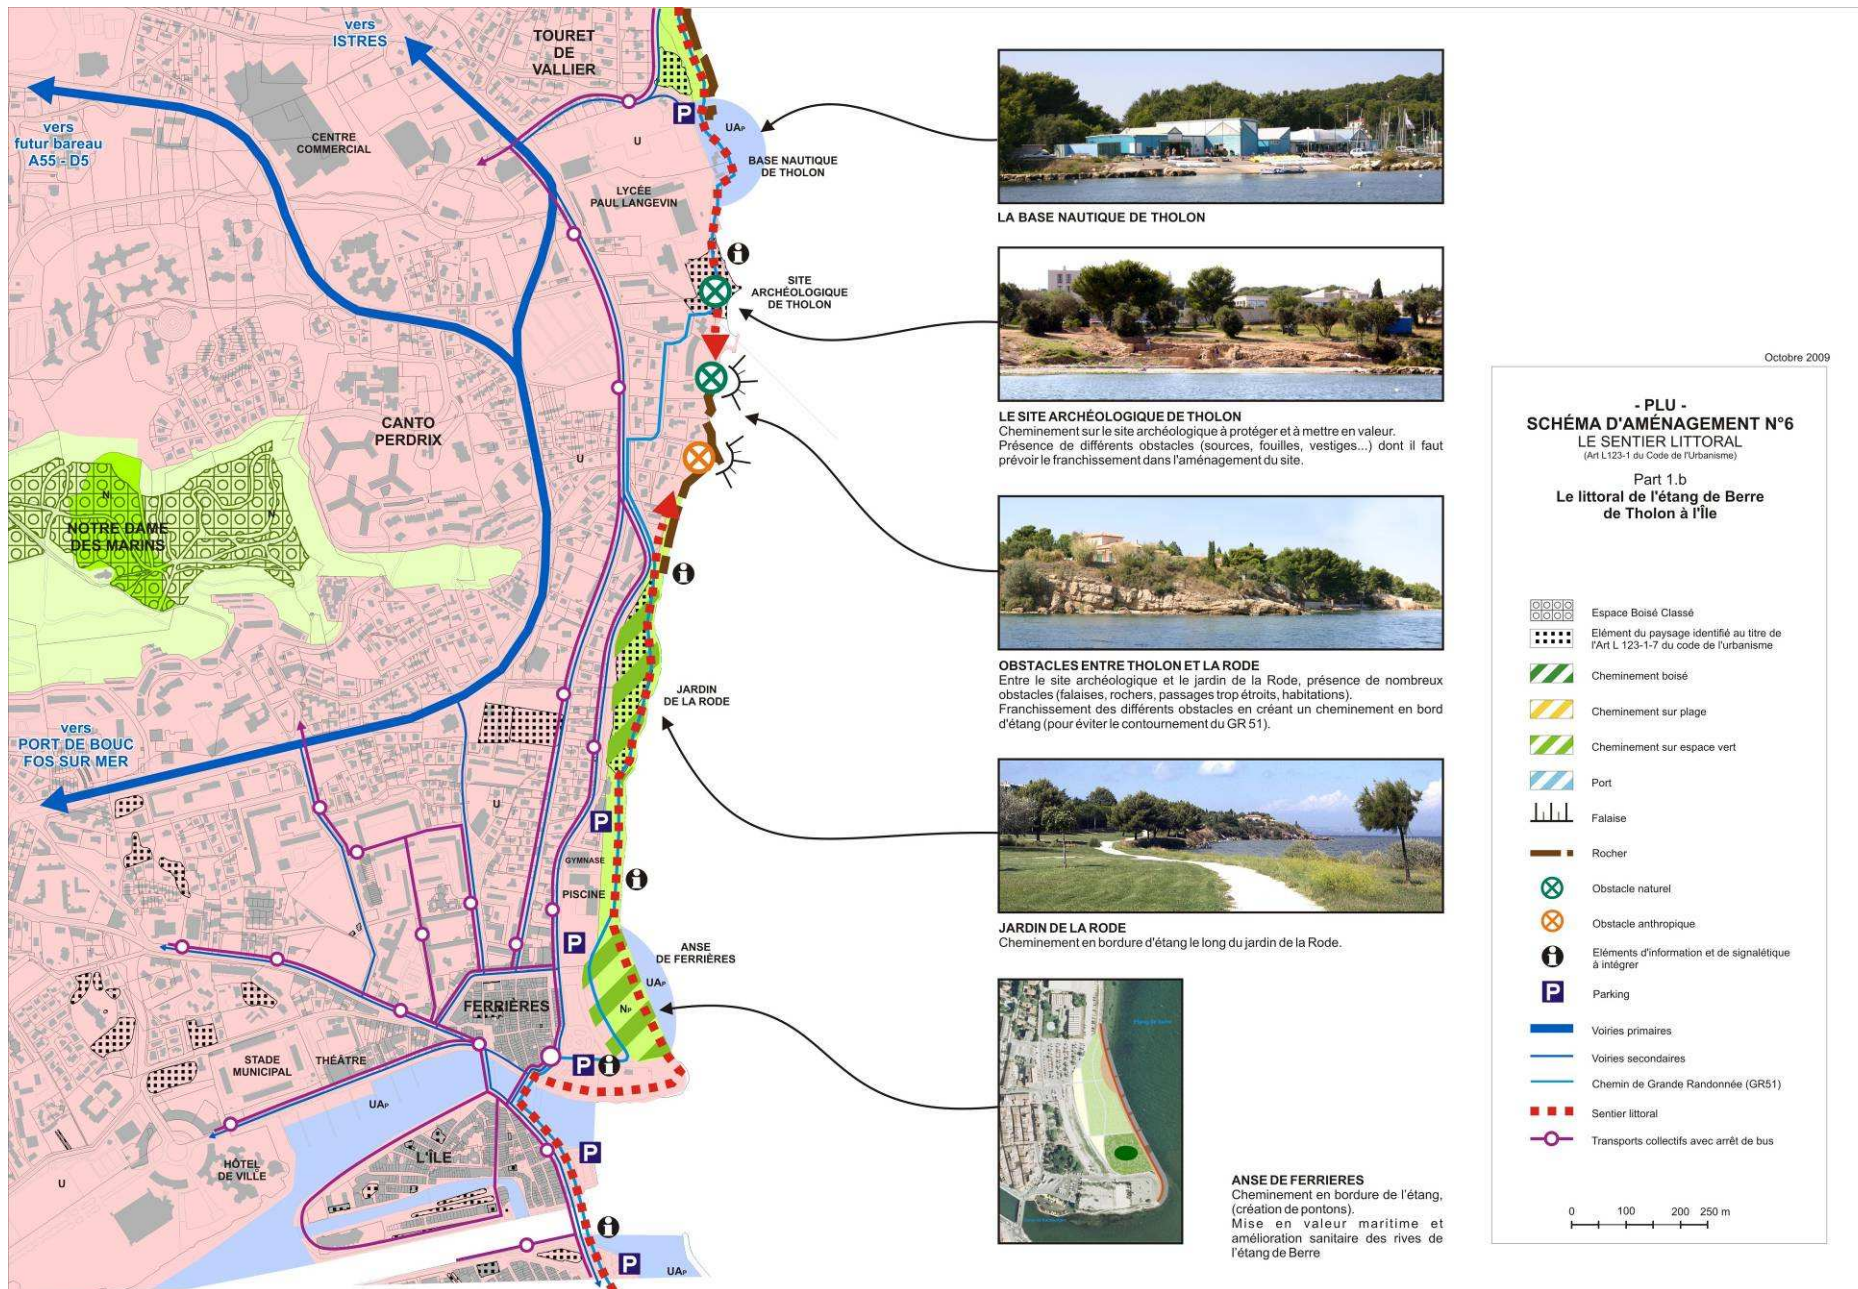 vers
ISTRES
TOURET
DE
VALLIER
vers
futur bareau
A55 - D5
CENTRE
COMMERCIAL
P
U
UAP
BASE NAUTIQUE
DE THOLON
LYCÉE
PAUL LANGEVIN
SITE
ARCHÉOLOGIQUE
DE THOLON
CANTO
PERDRIX
U
N
N
NOTRE DAME
DES MARINS
JARDIN
DE LA RODE
vers
PORT DE BOUC
FOS SUR MER
U
P
GYMNASE
PISCINE
P
ANSE
DE FERRIÈRES
UAP
NP
FERRIÈRES
STADE
MUNICIPAL
THÉÂTRE
P
UAP
L'ÎLE
P
HÔTEL
DE VILLE
U
P
UAP
LA BASE NAUTIQUE DE THOLON
LE SITE ARCHÉOLOGIQUE DE THOLON
Cheminement sur le site archéologique à protéger et à mettre en valeur.
Présence de différents obstacles (sources, fouilles, vestiges...) dont il faut
prévoir le franchissement dans l'aménagement du site.
OBSTACLES ENTRE THOLON ET LA RODE
Entre le site archéologique et le jardin de la Rode, présence de nombreux
obstacles (falaises, rochers, passages trop étroits, habitations).
Franchissement des différents obstacles en créant un cheminement en bord
d'étang (pour éviter le contournement du GR 51).
JARDIN DE LA RODE
Cheminement en bordure d'étang le long du jardin de la Rode.
ANSE DE FERRIERES
Cheminement en bordure de l'étang,
(création de pontons).
Mise en valeur maritime et
amélioration sanitaire des rives de
l'étang de Berre
Octobre 2009
- PLU -
SCHÉMA D'AMÉNAGEMENT N°6
LE SENTIER LITTORAL
(Art L123-1 du Code de l'Urbanisme)
Part 1.b
Le littoral de l'étang de Berre
de Tholon à l'Île
Espace Boisé Classé
Elément du paysage identifié au titre de
l'Art L 123-1-7 du code de l'urbanisme
Cheminement boisé
Cheminement sur plage
Cheminement sur espace vert
Port
Falaise
Rocher
Obstacle naturel
Obstacle anthropique
Eléments d'information et de signalétique
à intégrer
P Parking
Voiries primaires
Voiries secondaires
Chemin de Grande Randonnée (GR51)
Sentier littoral
Transports collectifs avec arrêt de bus
0 100 200 250 m